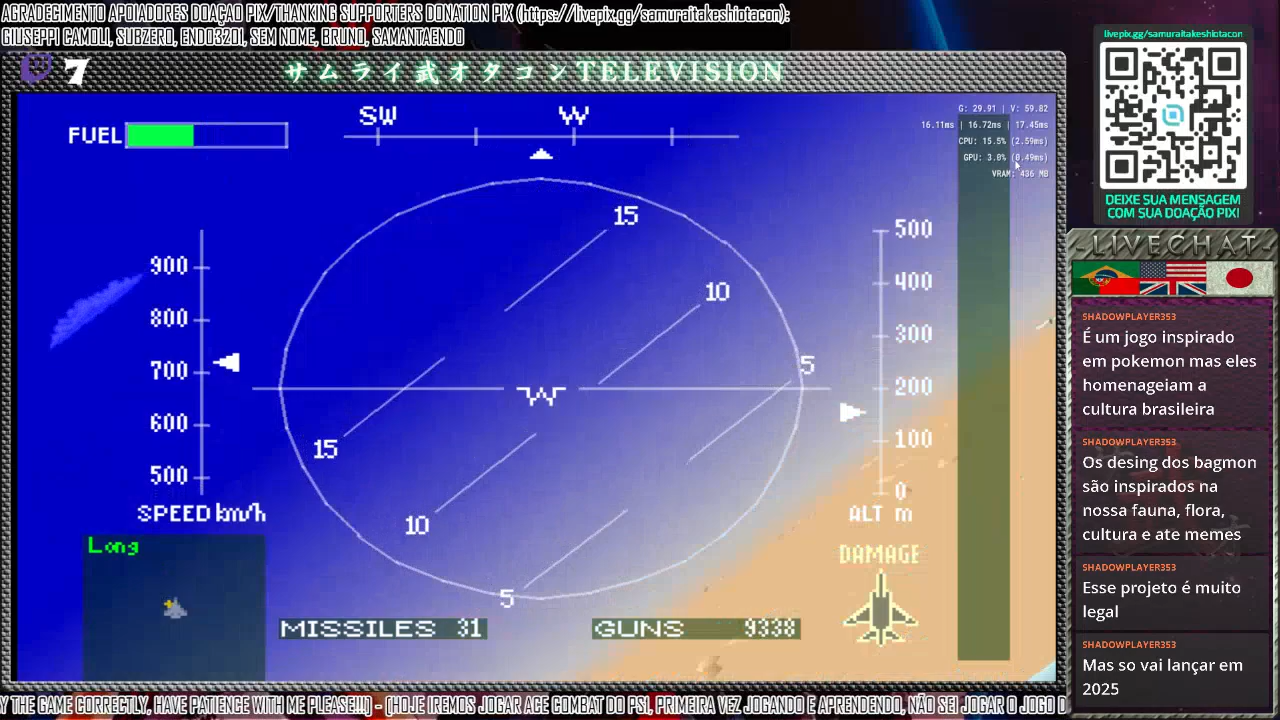 AGRADECIMENTO APOIADORES DOAÇAO PIX/THANKING SUPPORTERS DONATION PIX (https://livepix.gg/samuraitakeshiotacon):
GIUSEPPI CAMOLI, SUBZERO, ENDO3201, SEM NOME, BRUNO, SAMANTAENDO
livepix.gg/samuraitakeshiotacon
7
サムライ武オタコンTELEVISION
DEIXE SUA MENSAGEM
COM SUA DOAÇÃO PIX!
FUEL
SW W
G: 29.91 | V: 59.82
16.11ms | 16.72ms | 17.45ms
CPU: 15.5% (2.59ms)
GPU: 3.0% (0.49ms)
VRAM: 436 MB
900
800
700
600
500
SPEED km/h
15
10
5
15
10
5
500
400
300
200
100
0
ALT m
DAMAGE
Long
MISSILES 31
GUNS 9338
-LIVECHAT-
SHADOWPLAYER353
É um jogo inspirado
em pokemon mas eles
homenageiam a
cultura brasileira
SHADOWPLAYER353
Os desing dos bagmon
são inspirados na
nossa fauna, flora,
cultura e ate memes
SHADOWPLAYER353
Esse projeto é muito
legal
SHADOWPLAYER353
Mas so vai lançar em
2025
Y THE GAME CORRECTLY, HAVE PATIENCE WITH ME PLEASE!!!) - (HOJE IREMOS JOGAR ACE COMBAT DO PS1, PRIMEIRA VEZ JOGANDO E APRENDENDO, NÃO SEI JOGAR O JOGO D